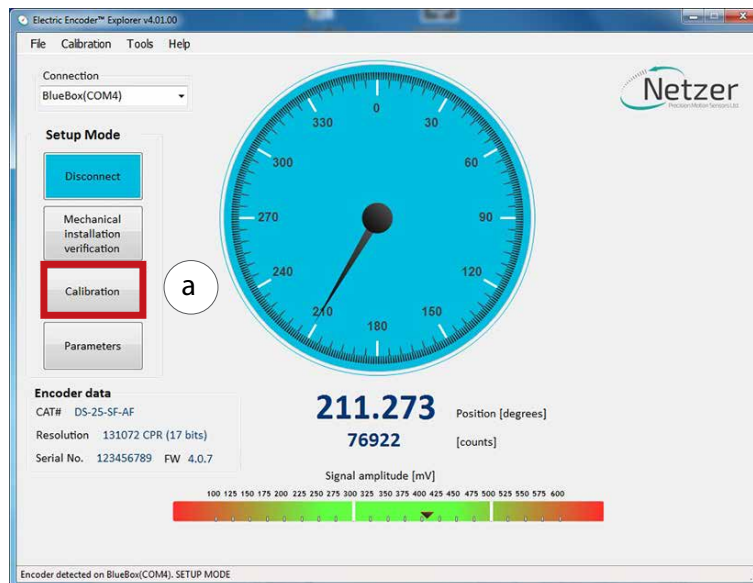 Electric Encoder™ Explorer v4.01.00
File Calibration Tools Help
Connection
BlueBox(COM4)
Setup Mode
Disconnect
Mechanical
installation
verification
Calibration
a
Parameters
Encoder data
CAT# DS-25-SF-AF
Resolution 131072 CPR (17 bits)
Serial No. 123456789 FW 4.0.7
0
30
60
90
120
150
180
210
240
270
300
330
Netzer
Precision Motion Sensors Ltd.
211.273 Position [degrees]
76922 [counts]
Signal amplitude [mV]
100 125 150 175 200 225 250 275 300 325 350 375 400 425 450 475 500 525 550 575 600
Encoder detected on BlueBox(COM4). SETUP MODE